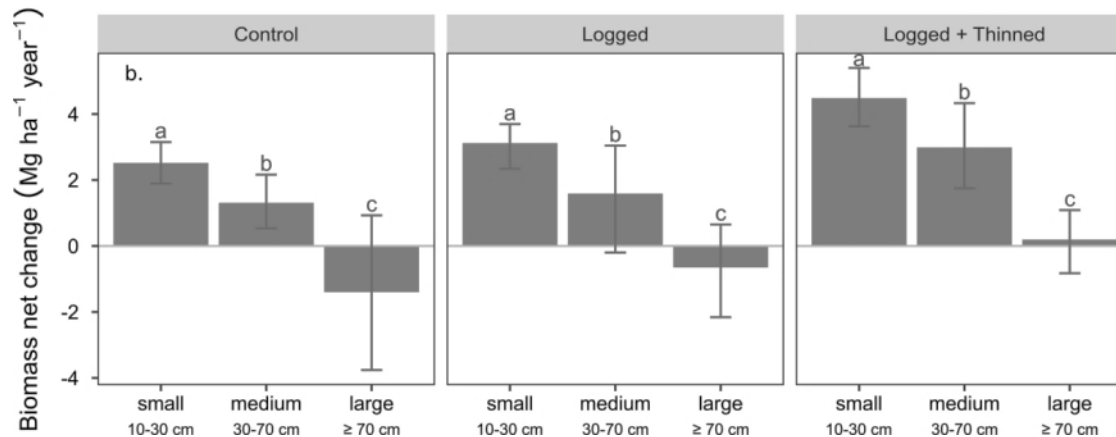 Control Logged Logged + Thinned
Biomass net change (Mg ha⁻¹ year⁻¹)
b.
4
2
0
-2
-4
a b c
a b c
a b c
small medium large
10-30 cm 30-70 cm ≥ 70 cm
small medium large
10-30 cm 30-70 cm ≥ 70 cm
small medium large
10-30 cm 30-70 cm ≥ 70 cm